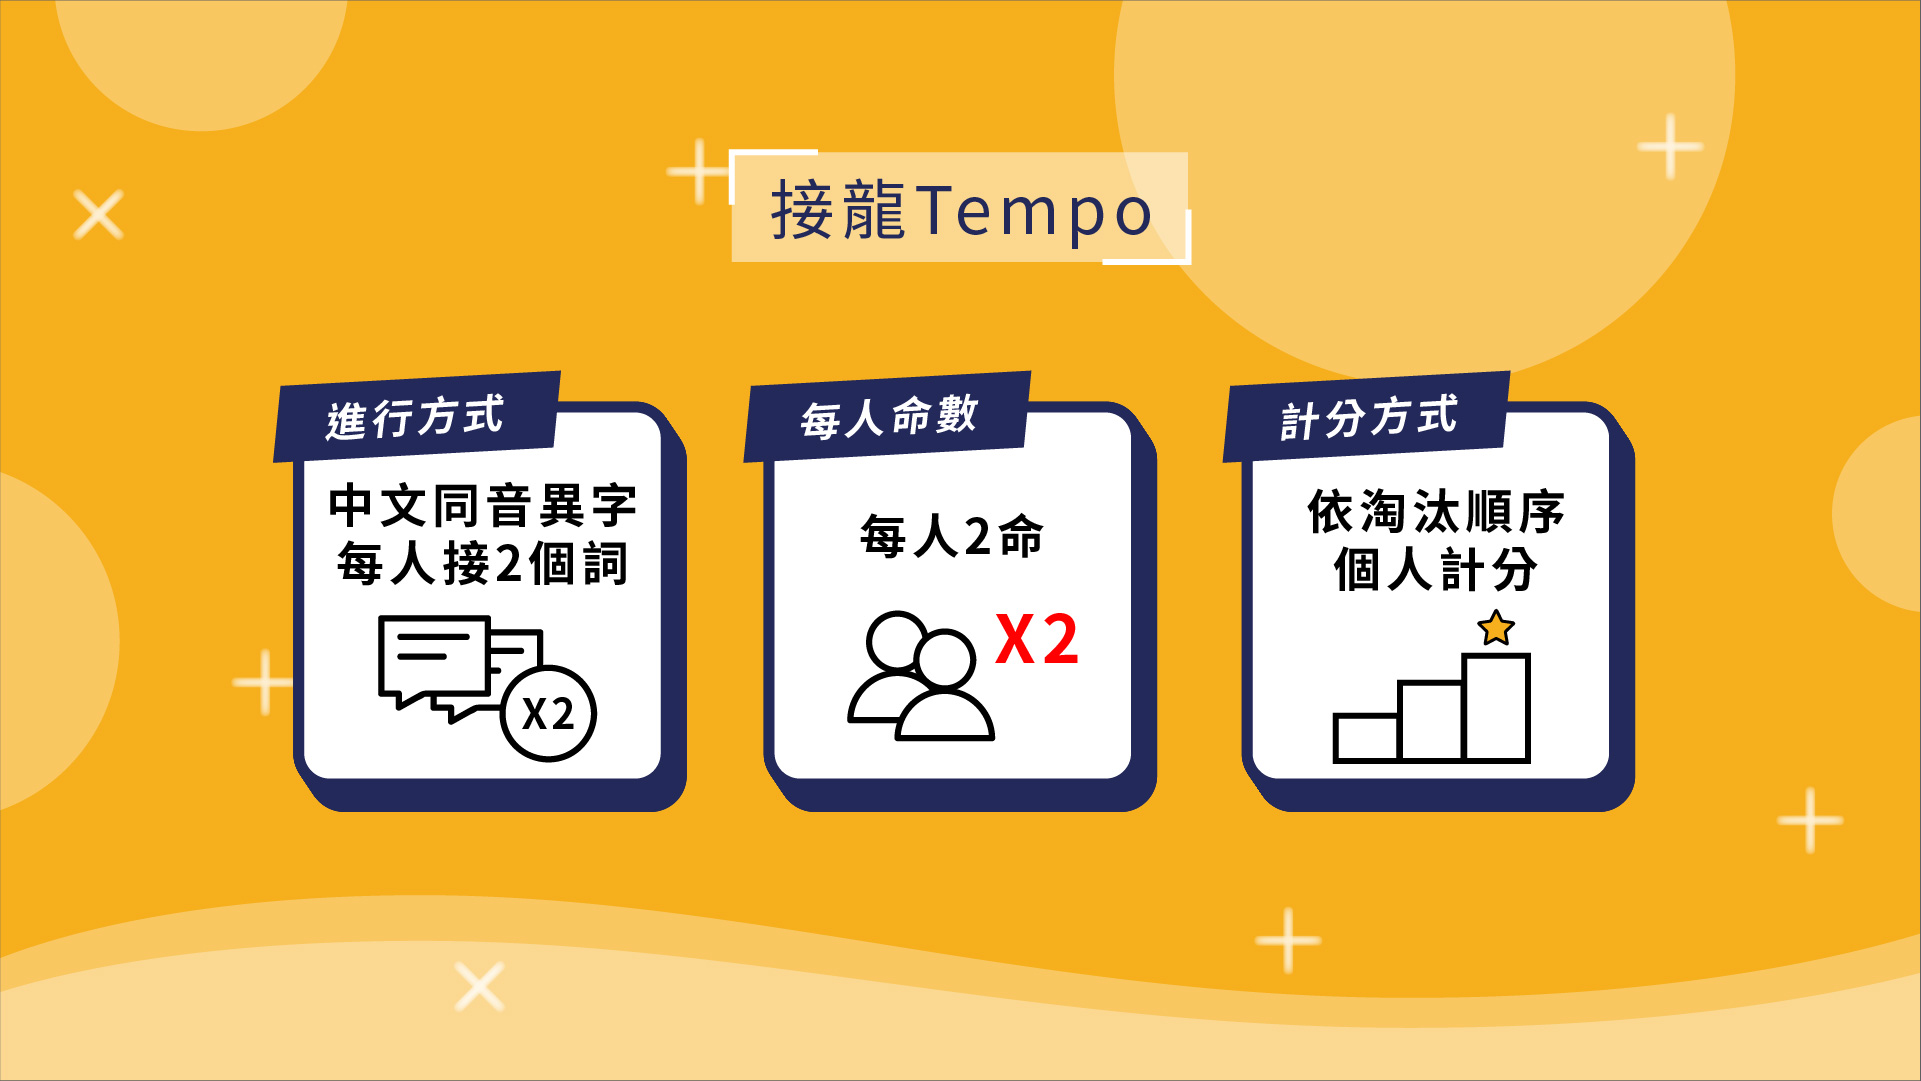 接龍Tempo
進行方式
中文同音異字
每人接2個詞
X2
每人命數
每人2命
X2
計分方式
依淘汰順序
個人計分